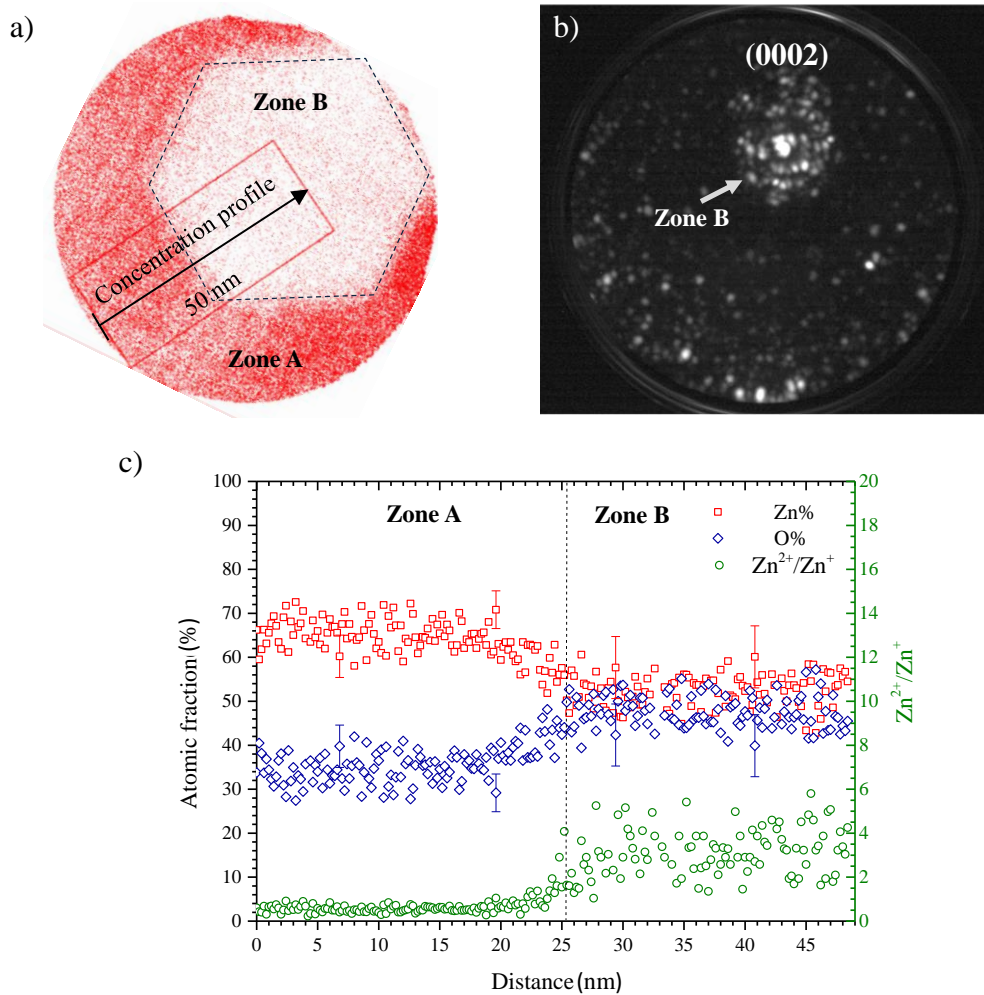 a)
Zone B
Concentration profile
50 nm
Zone A
b)
(0002)
Zone B
c)
100
90
80
70
60
50
40
30
20
10
0
Atomic fraction (%)
Zone A
Zone B
Zn%
O%
Zn²⁺/Zn⁺
20
18
16
14
12
10
8
6
4
2
0
Zn²⁺/Zn⁺
0 5 10 15 20 25 30 35 40 45
Distance (nm)